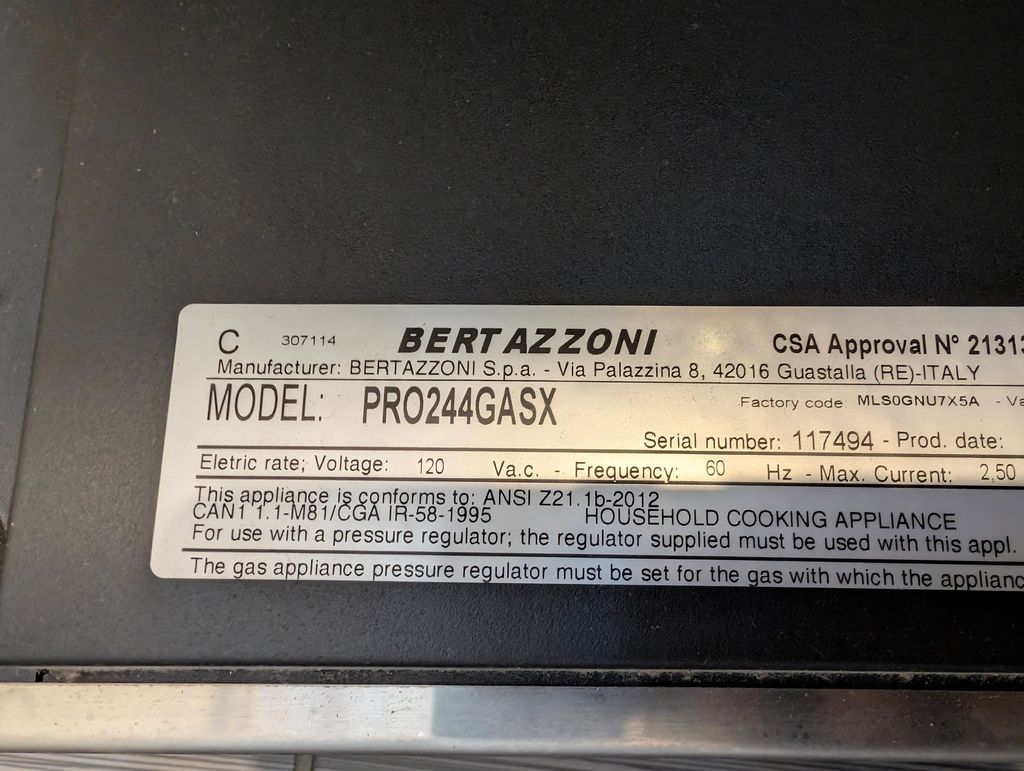 C 307114 BERTAZZONI CSA Approval N° 21313
Manufacturer: BERTAZZONI S.p.a. - Via Palazzina 8, 42016 Guastalla (RE)-ITALY
MODEL: PRO244GASX Factory code MLS0GNU7X5A - Va
Serial number: 117494 - Prod. date:
Eletric rate; Voltage: 120 Va.c. - Frequency: 60 Hz - Max. Current: 2,50
This appliance is conforms to: ANSI Z21.1b-2012
CAN1 1.1-M81/CGA IR-58-1995 HOUSEHOLD COOKING APPLIANCE
For use with a pressure regulator; the regulator supplied must be used with this appl.
The gas appliance pressure regulator must be set for the gas with which the applianc